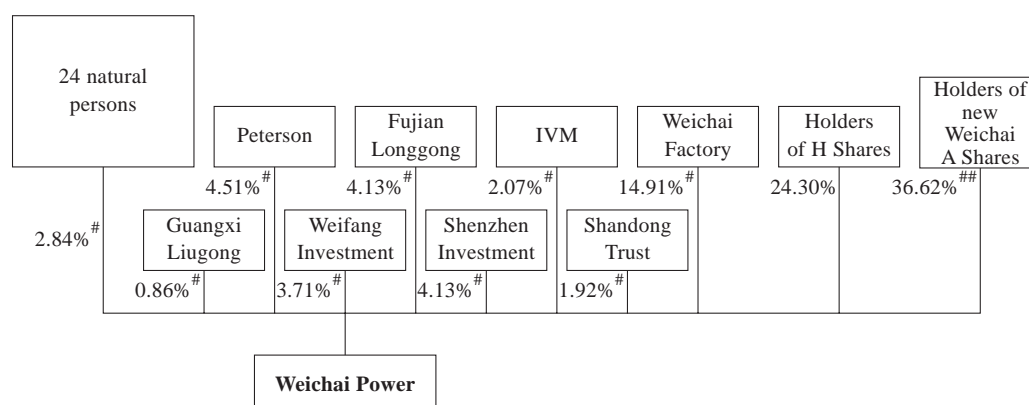 24 natural
persons
Peterson
Fujian
Longgong
IVM
Weichai
Factory
Holders
of H Shares
Holders of
new
Weichai
A Shares
4.51%#
4.13%#
2.07%#
14.91%#
24.30%
36.62%##
2.84%#
Guangxi
Liugong
Weifang
Investment
Shenzhen
Investment
Shandong
Trust
0.86%#
3.71%#
4.13%#
1.92%#
Weichai Power